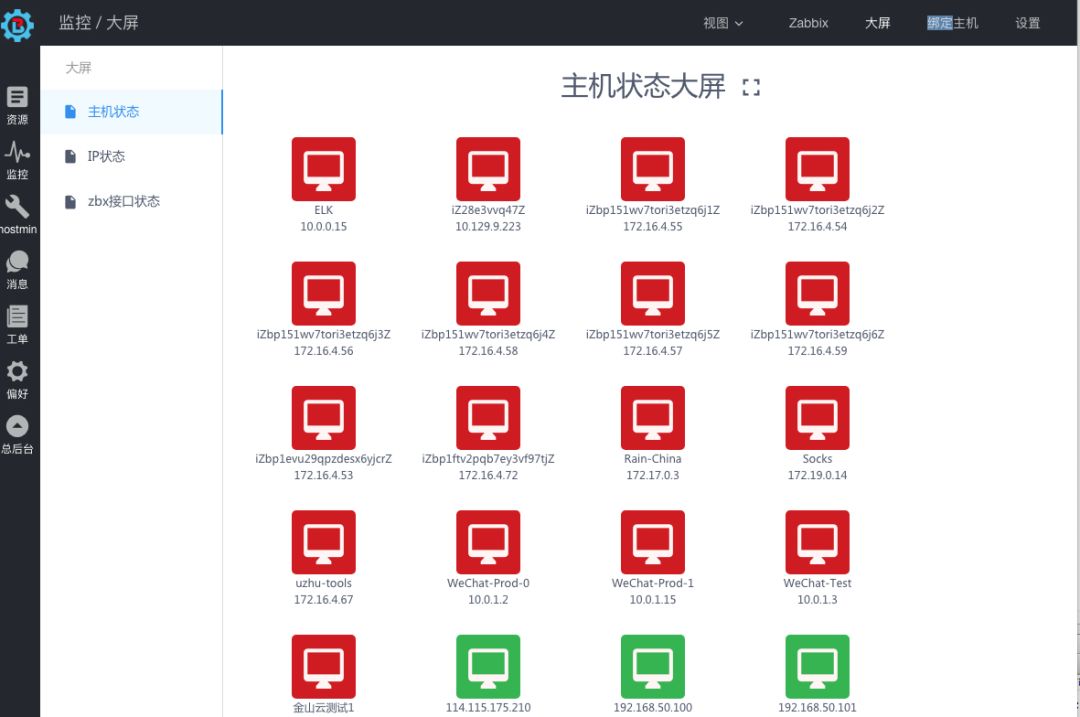 监控 / 大屏
视图
Zabbix
大屏
绑定主机
设置
资源
监控
hostmin
消息
工单
偏好
总后台
大屏
主机状态
IP状态
zbx接口状态
主机状态大屏
ELK
10.0.0.15
iZ28e3vvq47Z
10.129.9.223
iZbp151wv7tori3etzq6j1Z
172.16.4.55
iZbp151wv7tori3etzq6j2Z
172.16.4.54
iZbp151wv7tori3etzq6j3Z
172.16.4.56
iZbp151wv7tori3etzq6j4Z
172.16.4.58
iZbp151wv7tori3etzq6j5Z
172.16.4.57
iZbp151wv7tori3etzq6j6Z
172.16.4.59
iZbp1evu29qpzdesx6yjcrZ
172.16.4.53
iZbp1ftv2pqb7ey3vf97tjZ
172.16.4.72
Rain-China
172.17.0.3
Socks
172.19.0.14
uzhu-tools
172.16.4.67
WeChat-Prod-0
10.0.1.2
WeChat-Prod-1
10.0.1.15
WeChat-Test
10.0.1.3
金山云测试1
114.115.175.210
192.168.50.100
192.168.50.101